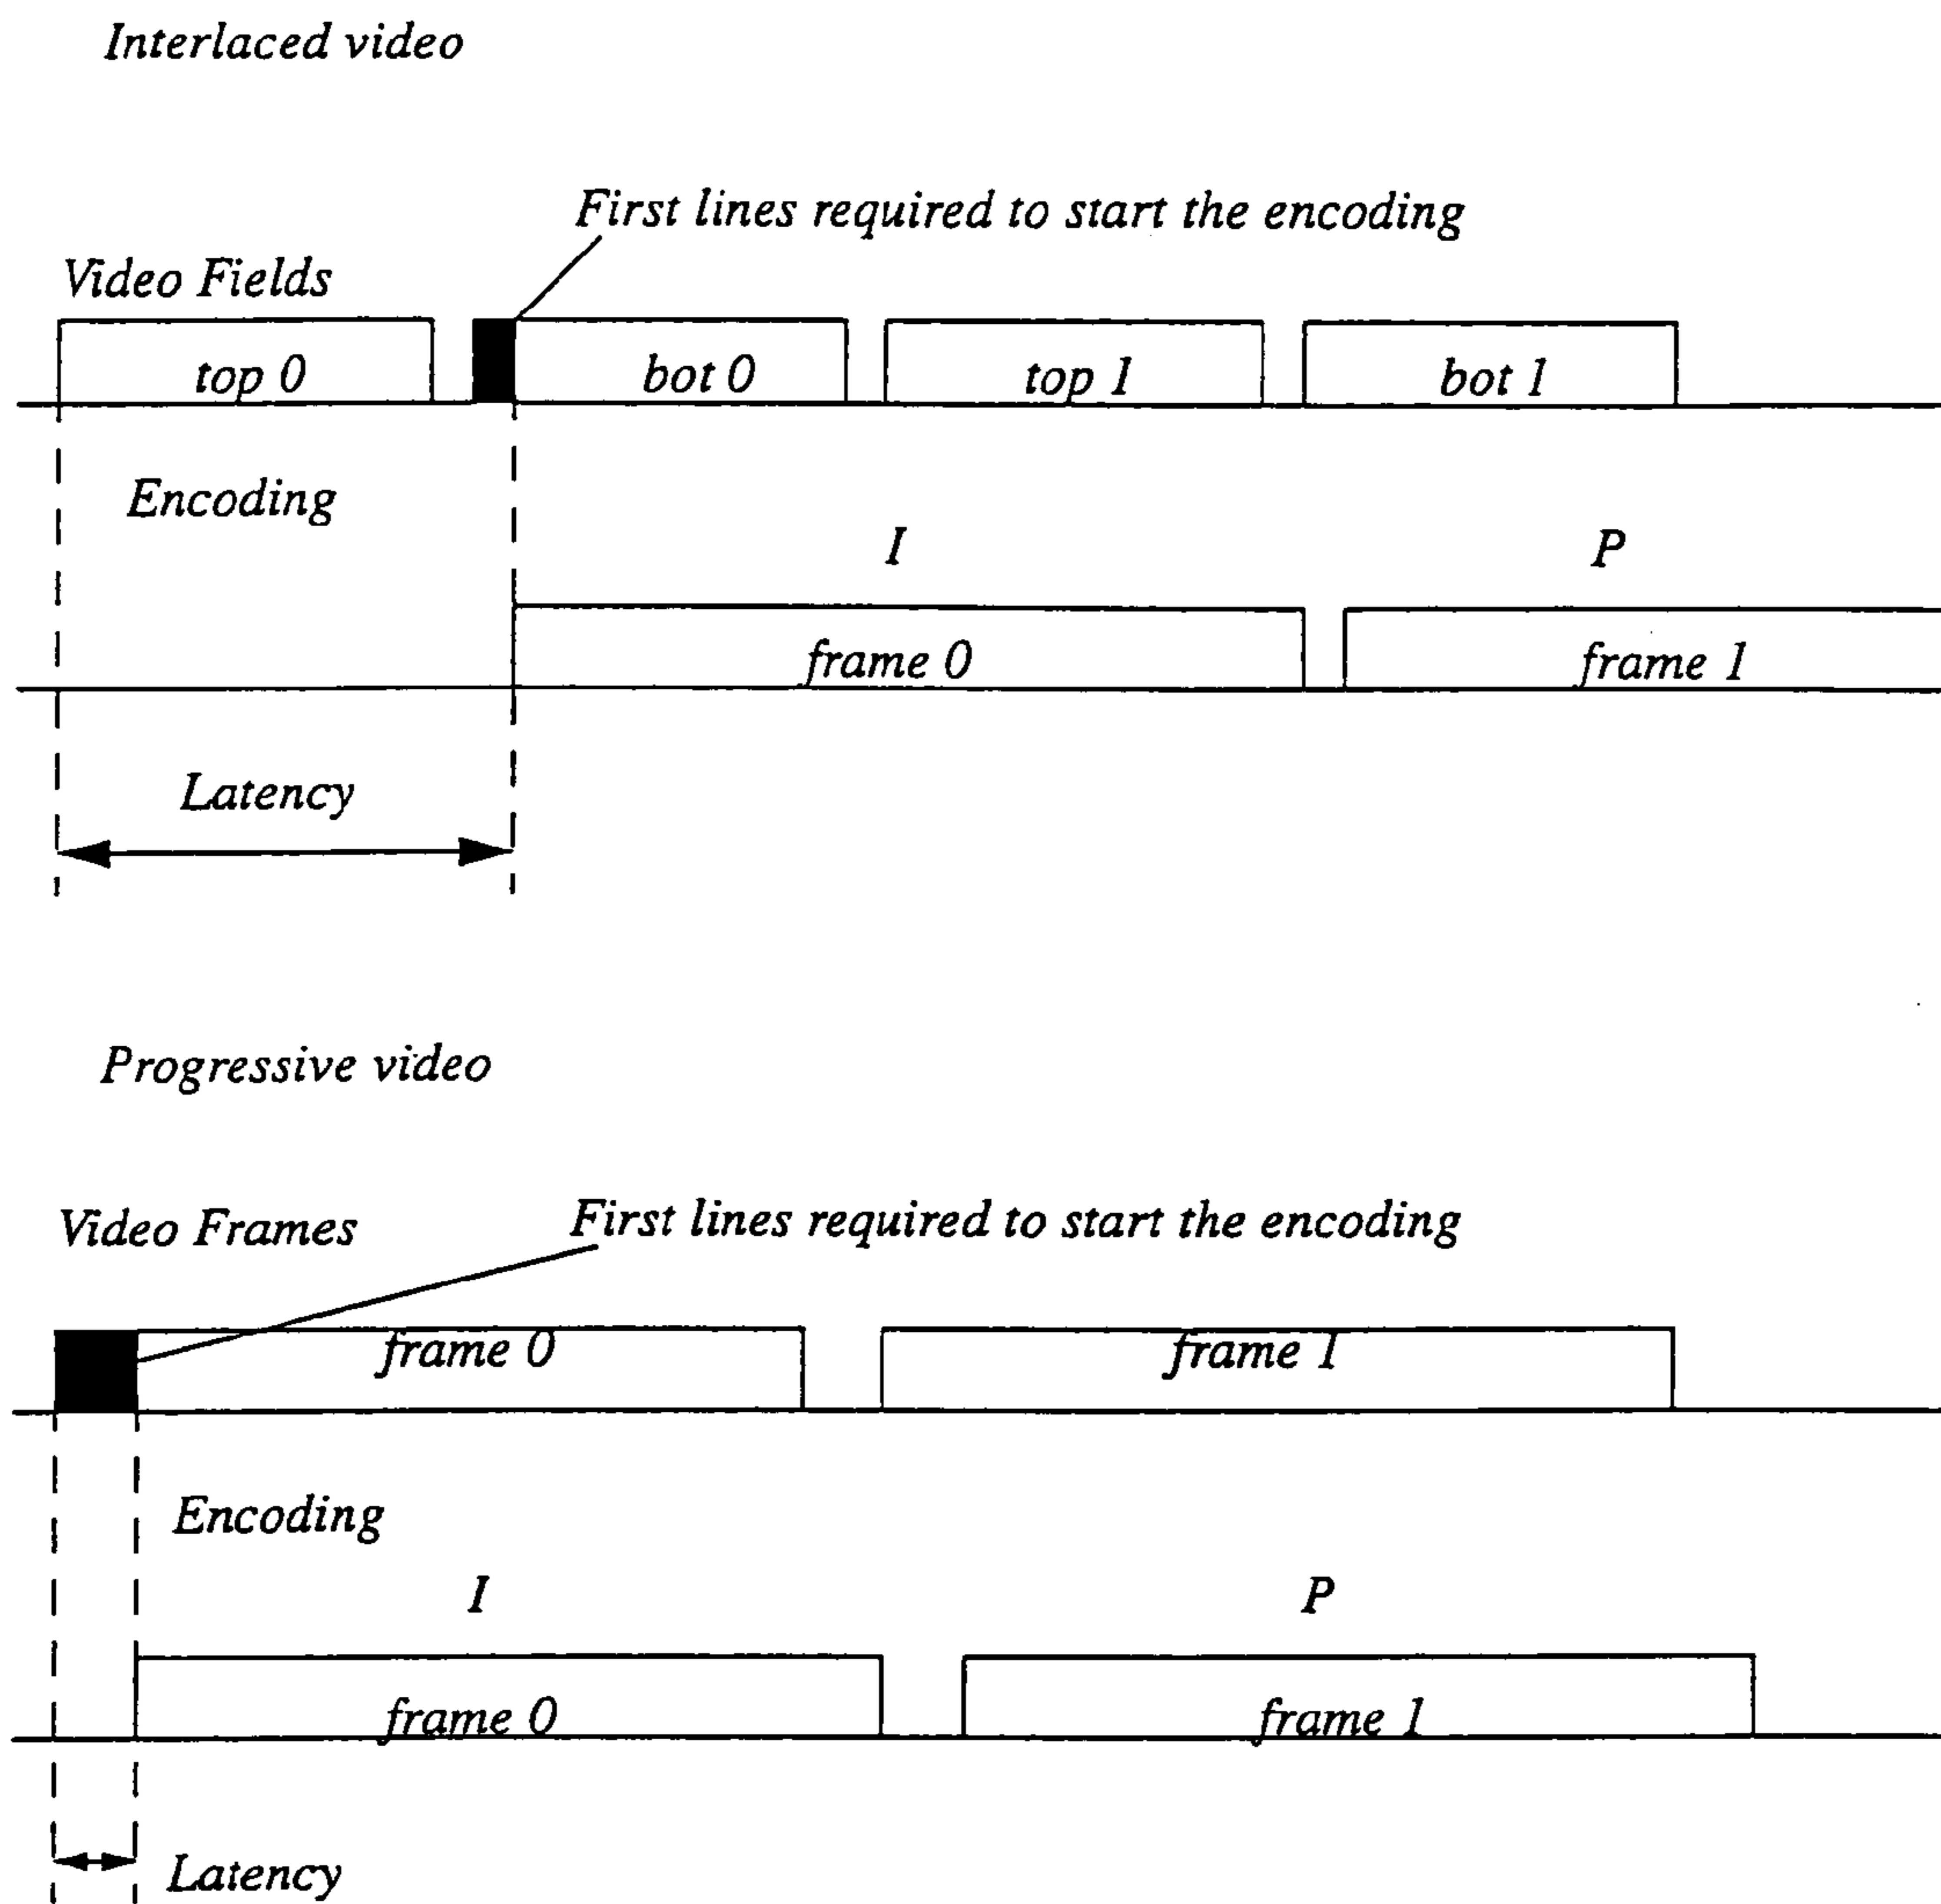 Interlaced video
First lines required to start the encoding
Video Fields
top 0 bot 0 top 1 bot 1
Encoding
I P
frame 0 frame 1
Latency
Progressive video
Video Frames First lines required to start the encoding
frame 0 frame 1
Encoding
I P
frame 0 frame 1
Latency